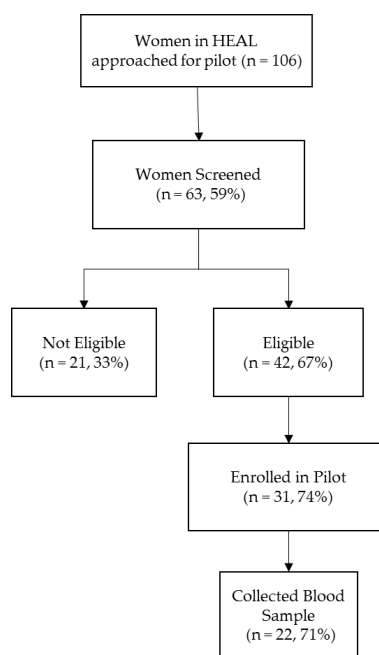 Women in HEAL
approached for pilot (n = 106)
Women Screened
(n = 63, 59%)
Not Eligible
(n = 21, 33%)
Eligible
(n = 42, 67%)
Enrolled in Pilot
(n = 31, 74%)
Collected Blood
Sample
(n = 22, 71%)